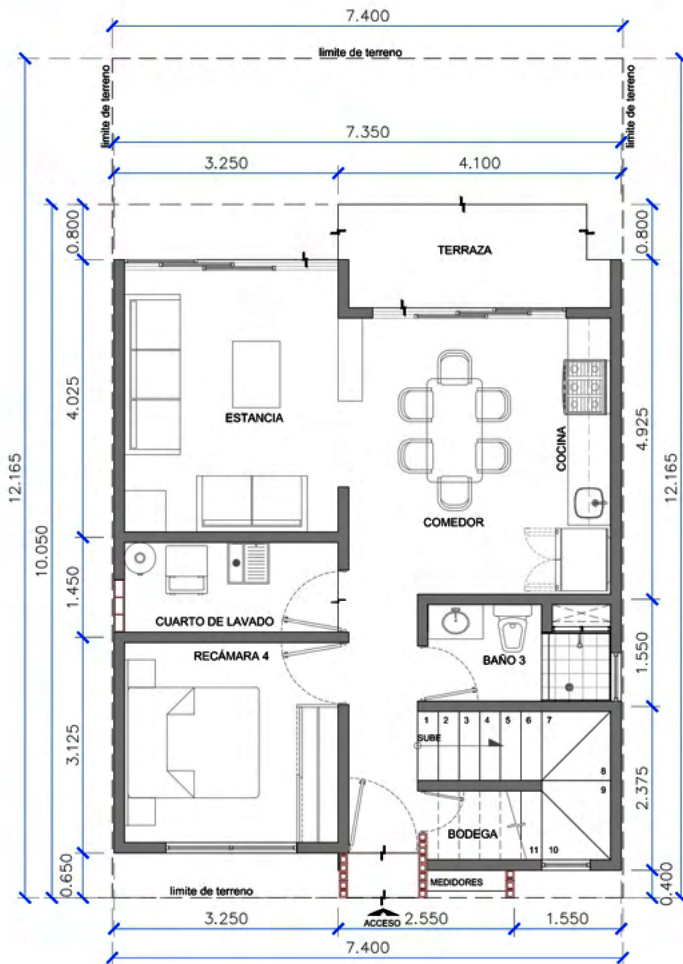 7.400
limite de terreno
limite de terreno
limite de terreno
7.350
3.250
4.100
0.800
0.800
TERRAZA
4.025
ESTANCIA
COCINA
4.925
12.165
12.165
10.050
COMEDOR
1.450
CUARTO DE LAVADO
RECÁMARA 4
BAÑO 3
1.550
1 2 3 4 5 6 7
SUBE
8
3.125
9
2.375
BODEGA
11 10
0.650
limite de terreno
MEDIDORES
0.400
ACCESO
3.250
2.550
1.550
7.400